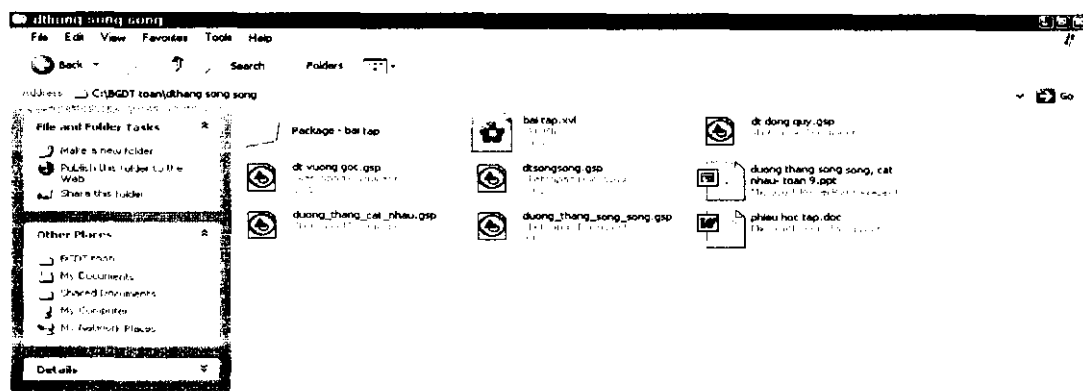 dthang song song
File Edit View Favorites Tools Help
Back Search Folders
Address C:\BGDT toan\dthang song song Go
File and Folder Tasks
Make a new folder
Publish this folder to the
Web
Share this folder
Other Places
BGDT toan
My Documents
Shared Documents
My Computer
My Network Places
Details
Package - bai tap
bai tap.xvl
dt dong quy.gsp
dt vuong goc.gsp
dtsongsong.gsp
duong thang song song, cat
nhau- toan 9.ppt
duong_thang_cat_nhau.gsp
duong_thang_song_song.gsp
phieu hoc tap.doc